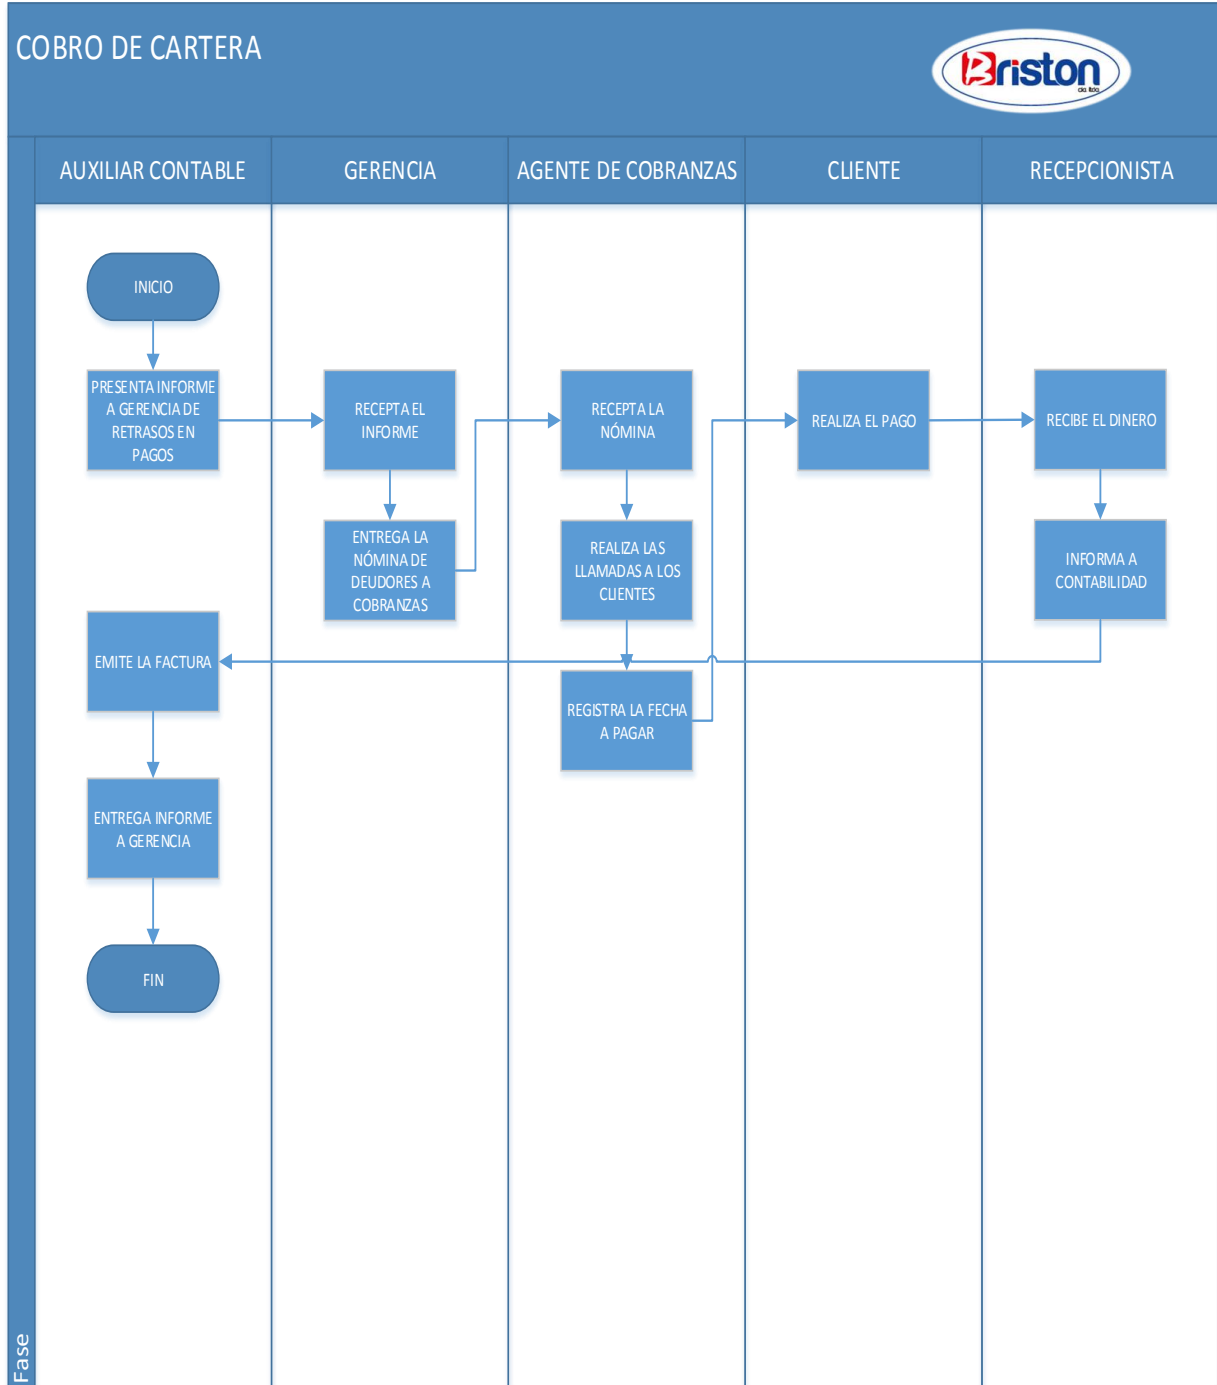 COBRO DE CARTERA
Briston
cia. ltda.
AUXILIAR CONTABLE
GERENCIA
AGENTE DE COBRANZAS
CLIENTE
RECEPCIONISTA
INICIO
PRESENTA INFORME
A GERENCIA DE
RETRASOS EN
PAGOS
RECEPTA EL
INFORME
RECEPTA LA
NÓMINA
REALIZA EL PAGO
RECIBE EL DINERO
ENTREGA LA
NÓMINA DE
DEUDORES A
COBRANZAS
REALIZA LAS
LLAMADAS A LOS
CLIENTES
INFORMA A
CONTABILIDAD
EMITE LA FACTURA
REGISTRA LA FECHA
A PAGAR
ENTREGA INFORME
A GERENCIA
FIN
Fase